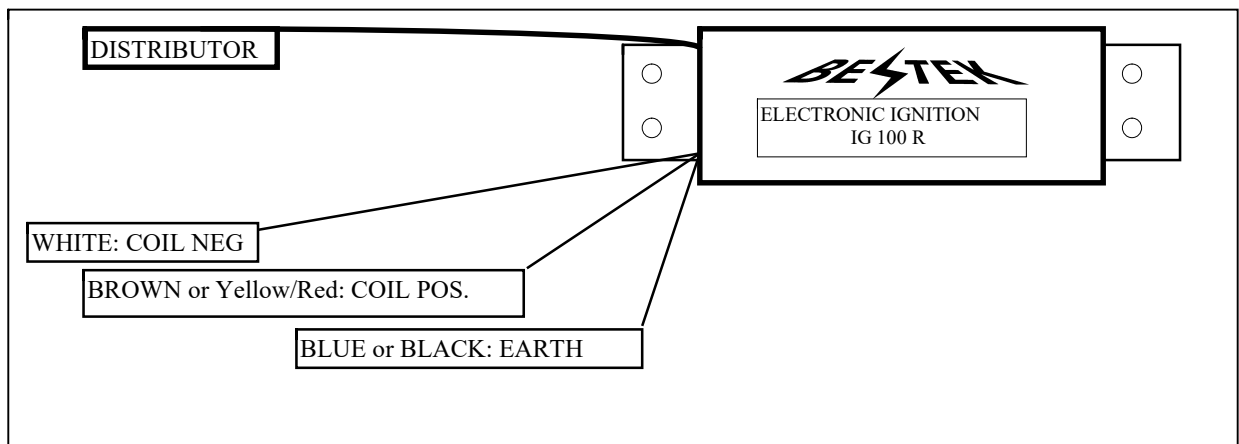 DISTRIBUTOR
BESTEK
ELECTRONIC IGNITION
IG 100 R
WHITE: COIL NEG
BROWN or Yellow/Red: COIL POS.
BLUE or BLACK: EARTH